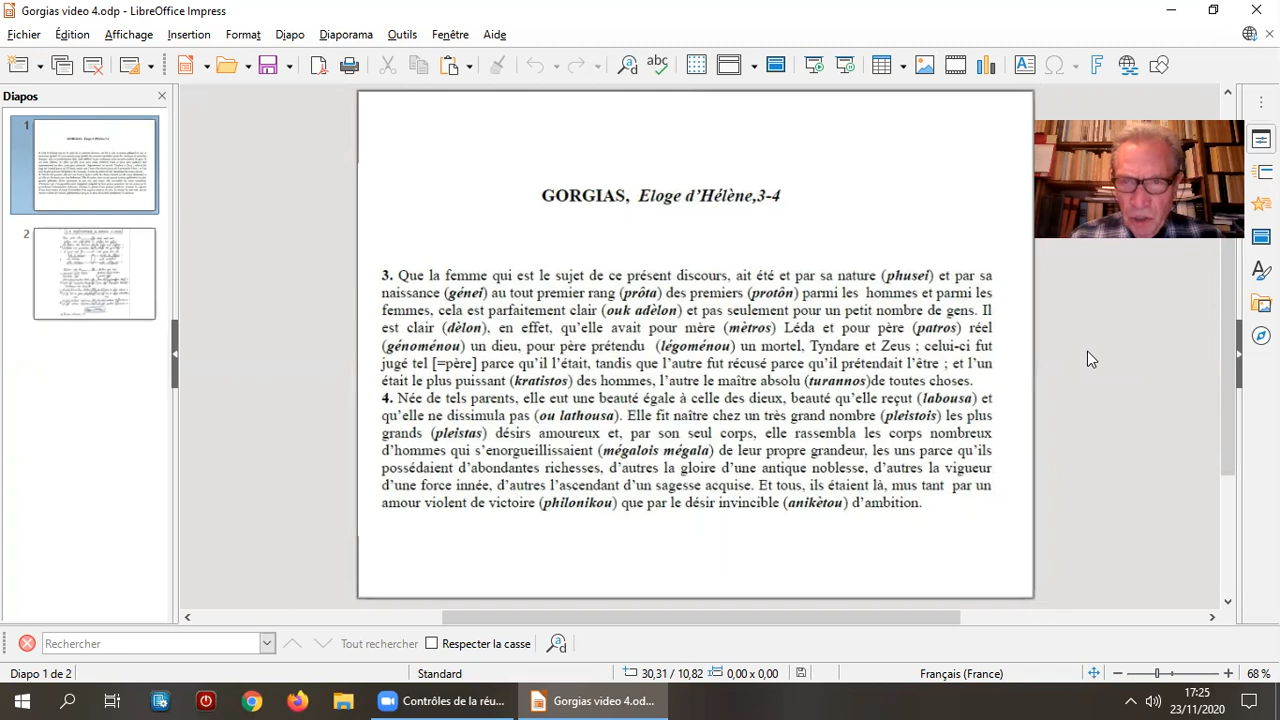 Gorgias video 4.odp - LibreOffice Impress
Fichier Édition Affichage Insertion Format Diapo Diaporama Outils Fenêtre Aide
Diapos
1
2
GORGIAS, Eloge d'Hélène,3-4
3. Que la femme qui est le sujet de ce présent discours, ait été et par sa nature (phusei) et par sa
naissance (génei) au tout premier rang (prôta) des premiers (protôn) parmi les hommes et parmi les
femmes, cela est parfaitement clair (ouk adèlon) et pas seulement pour un petit nombre de gens. Il
est clair (dèlon), en effet, qu'elle avait pour mère (mètros) Léda et pour père (patros) réel
(génoménou) un dieu, pour père prétendu (légoménou) un mortel, Tyndare et Zeus ; celui-ci fut
jugé tel [=père] parce qu'il l'était, tandis que l'autre fut récusé parce qu'il prétendait l'être ; et l'un
était le plus puissant (kratistos) des hommes, l'autre le maître absolu (turannos)de toutes choses.
4. Née de tels parents, elle eut une beauté égale à celle des dieux, beauté qu'elle reçut (labousa) et
qu'elle ne dissimula pas (ou lathousa). Elle fit naître chez un très grand nombre (pleistois) les plus
grands (pleistas) désirs amoureux et, par son seul corps, elle rassembla les corps nombreux
d'hommes qui s'enorgueillissaient (mégalois mégala) de leur propre grandeur, les uns parce qu'ils
possédaient d'abondantes richesses, d'autres la gloire d'une antique noblesse, d'autres la vigueur
d'une force innée, d'autres l'ascendant d'un sagesse acquise. Et tous, ils étaient là, mus tant par un
amour violent de victoire (philonikou) que par le désir invincible (anikètou) d'ambition.
Rechercher Tout rechercher Respecter la casse
Diapo 1 de 2 Standard 30,31 / 10,82 0,00 x 0,00 Français (France) 68 %
Contrôles de la réu... Gorgias video 4.od... 17:25
23/11/2020